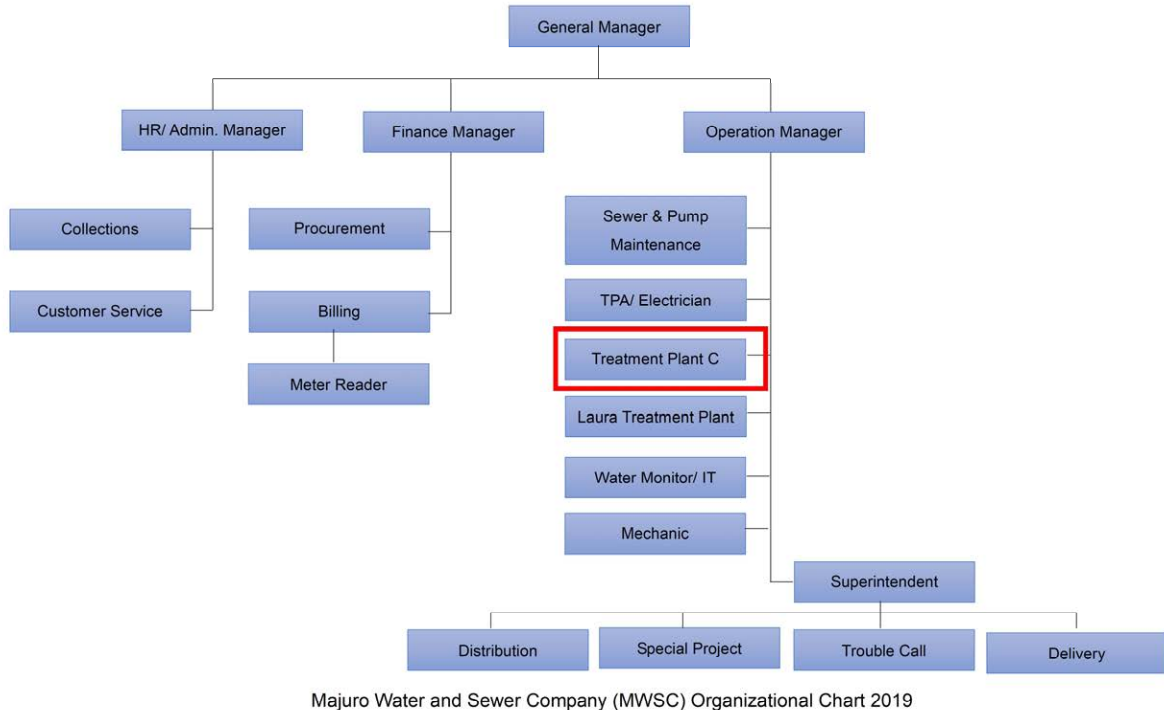 General Manager
HR/ Admin. Manager
Finance Manager
Operation Manager
Collections
Customer Service
Procurement
Billing
Meter Reader
Sewer & Pump
Maintenance
TPA/ Electrician
Treatment Plant C
Laura Treatment Plant
Water Monitor/ IT
Mechanic
Superintendent
Distribution
Special Project
Trouble Call
Delivery
Majuro Water and Sewer Company (MWSC) Organizational Chart 2019